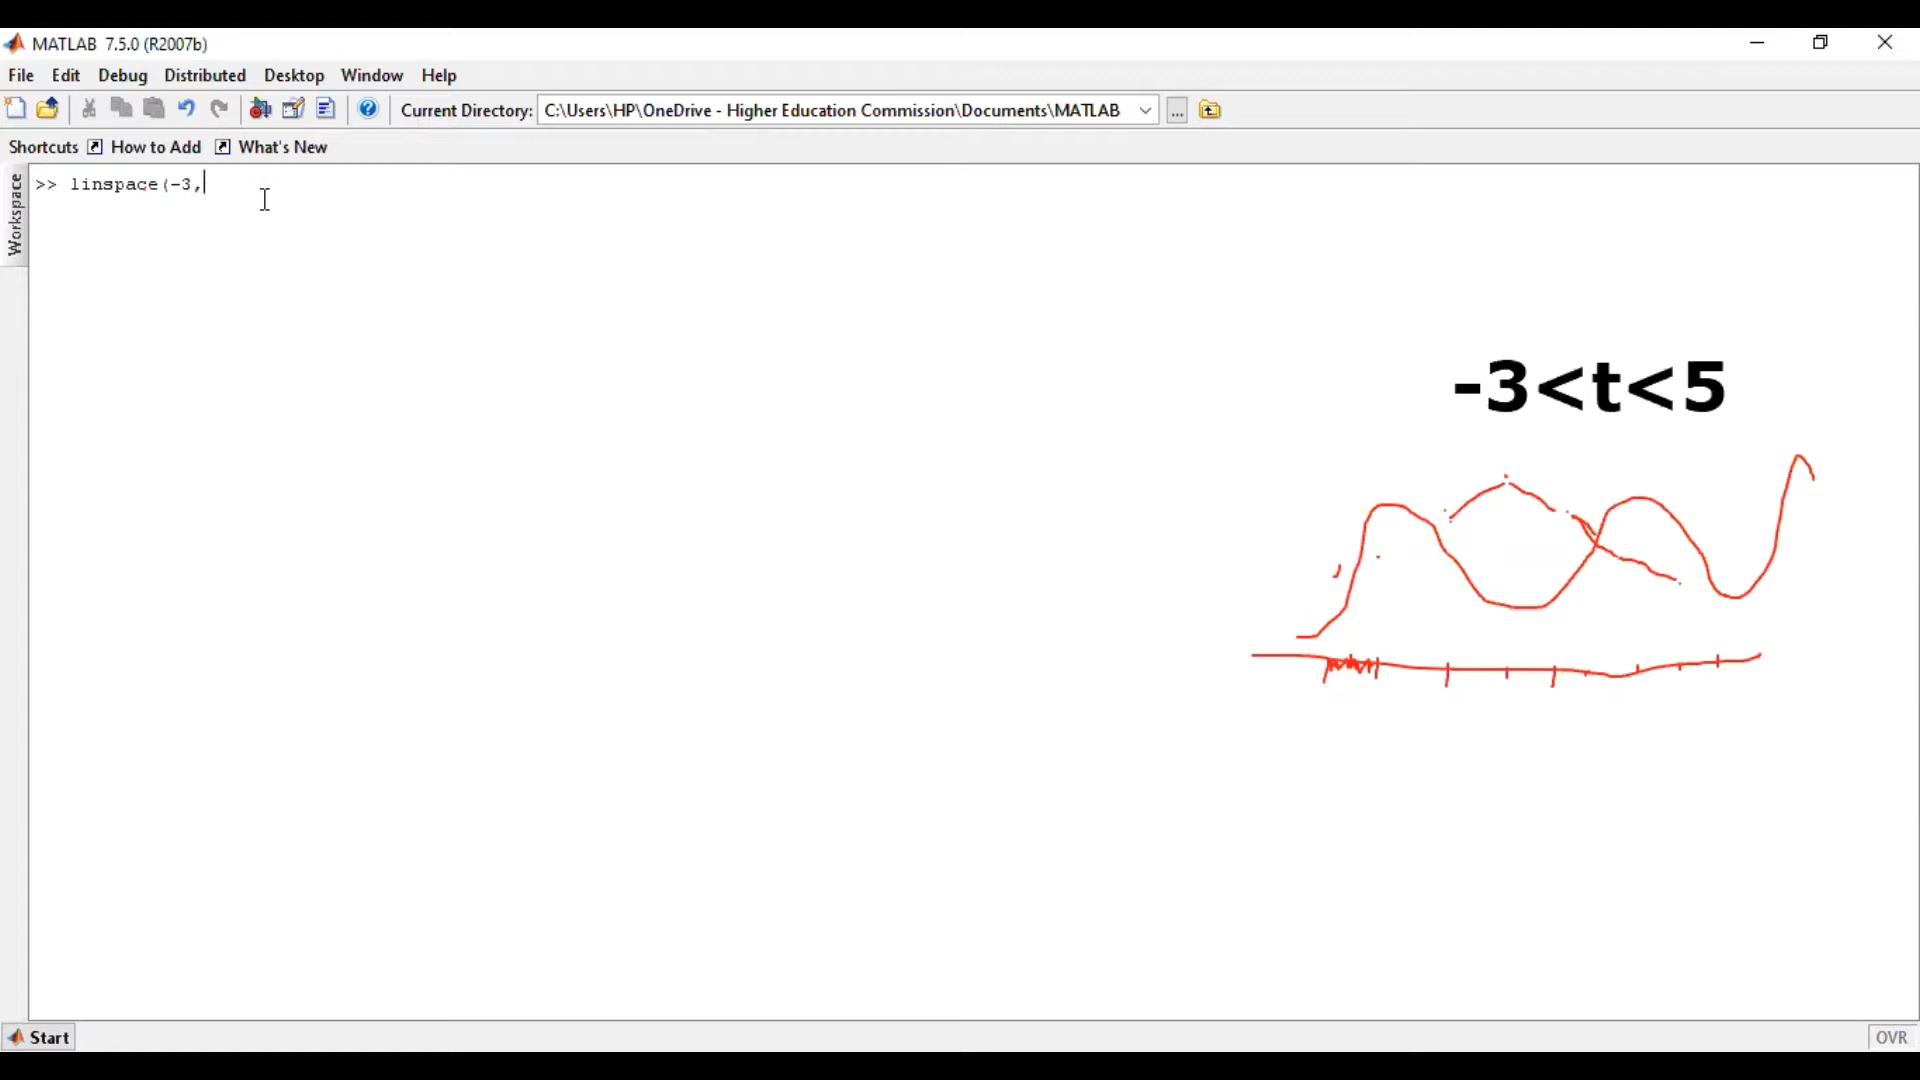 MATLAB 7.5.0 (R2007b)
File Edit Debug Distributed Desktop Window Help
Current Directory: C:\Users\HP\OneDrive - Higher Education Commission\Documents\MATLAB ...
Shortcuts How to Add What's New
Workspace
>> linspace(-3,
-3<t<5
Start
OVR